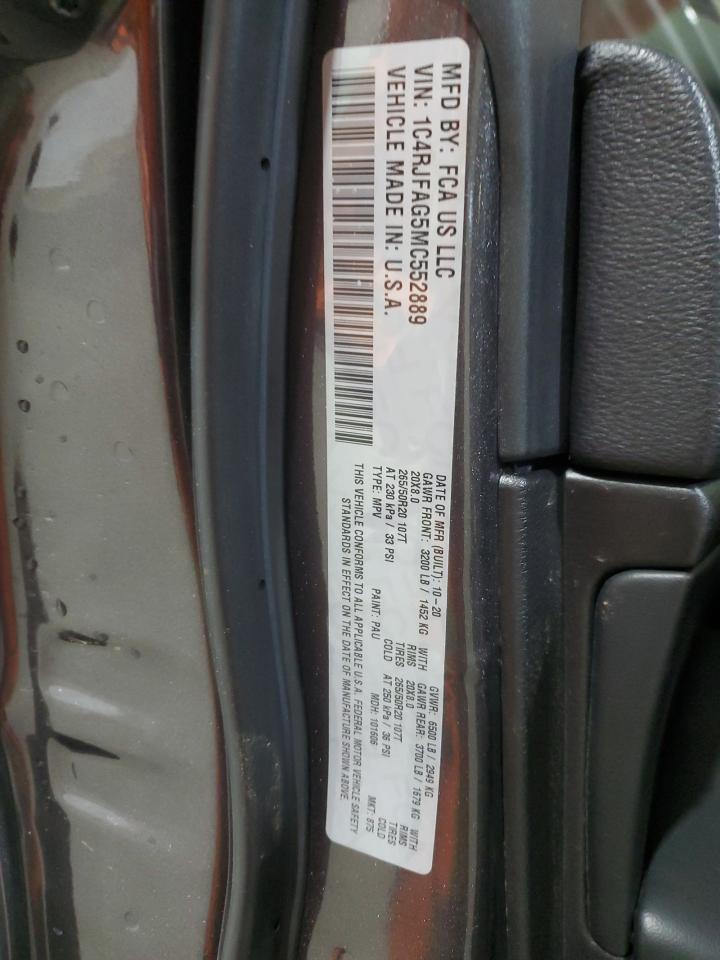 MFD BY: FCA US LLC
VIN: 1C4RJFAG5MC552889
VEHICLE MADE IN: U.S.A.
DATE OF MFR (BUILT): 10-20 GVWR: 6500 LB / 2949 KG
GAWR FRONT: 3200 LB / 1452 KG WITH GAWR REAR: 3700 LB / 1679 KG WITH
20X8.0 RIMS 20X8.0 RIMS
265/50R20 107T TIRES 265/50R20 107T TIRES
AT 230 kPa / 33 PSI COLD AT 250 kPa / 36 PSI COLD
TYPE: MPV PAINT: PAU MDH: 101606 MKT: 875
THIS VEHICLE CONFORMS TO ALL APPLICABLE U.S.A. FEDERAL MOTOR VEHICLE SAFETY
STANDARDS IN EFFECT ON THE DATE OF MANUFACTURE SHOWN ABOVE.